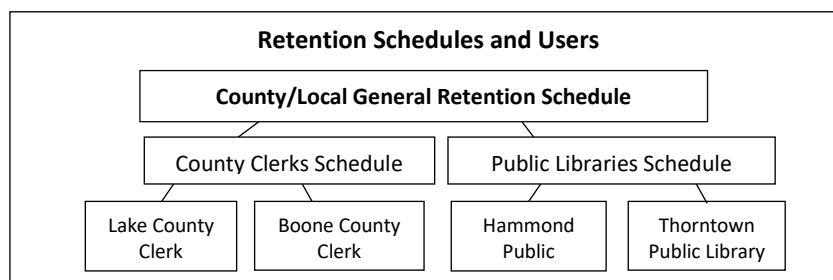 Retention Schedules and Users
County/Local General Retention Schedule
County Clerks Schedule
Public Libraries Schedule
Lake County
Clerk
Boone County
Clerk
Hammond
Public
Thorntown
Public Library